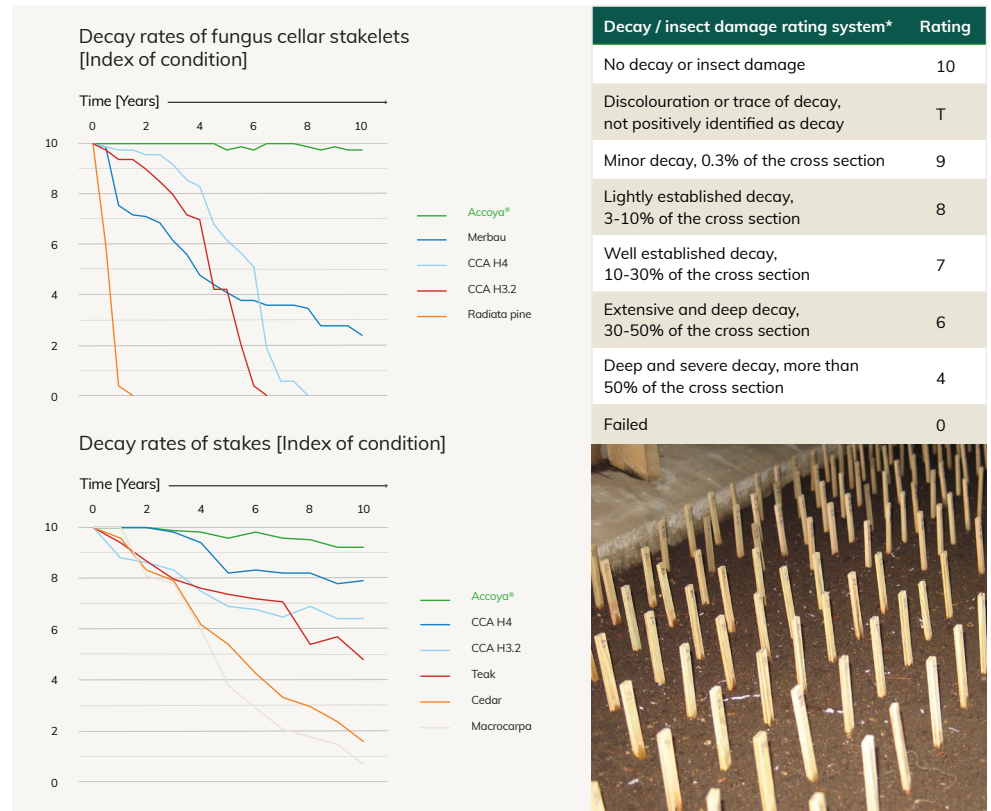 Decay rates of fungus cellar stakelets
[Index of condition]
Time [Years]
0 2 4 6 8 10
10
8
6
4
2
0
Accoya®
Merbau
CCA H4
CCA H3.2
Radiata pine
Decay rates of stakes [Index of condition]
Time [Years]
0 2 4 6 8 10
10
8
6
4
2
0
Accoya®
CCA H4
CCA H3.2
Teak
Cedar
Macrocarpa
Decay / insect damage rating system* Rating
No decay or insect damage 10
Discolouration or trace of decay,
not positively identified as decay T
Minor decay, 0.3% of the cross section 9
Lightly established decay,
3-10% of the cross section 8
Well established decay,
10-30% of the cross section 7
Extensive and deep decay,
30-50% of the cross section 6
Deep and severe decay, more than
50% of the cross section 4
Failed 0